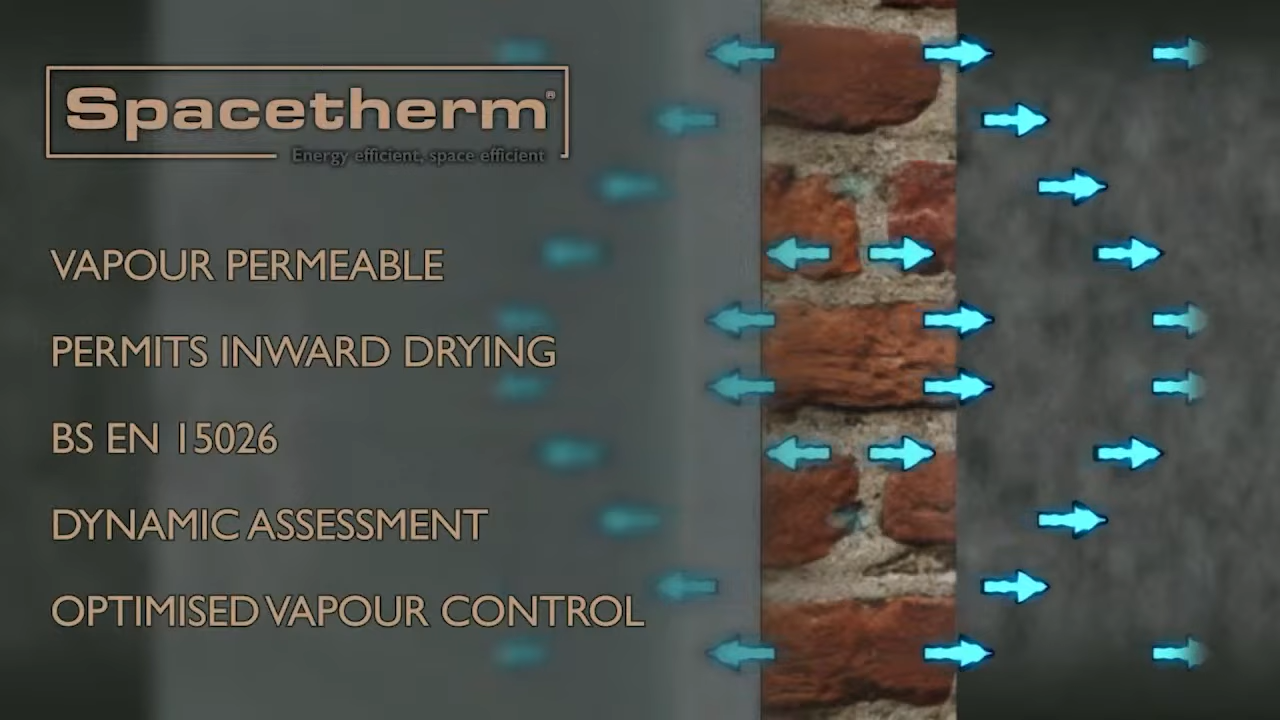 Spacetherm®
Energy efficient, space efficient
VAPOUR PERMEABLE
PERMITS INWARD DRYING
BS EN 15026
DYNAMIC ASSESSMENT
OPTIMISED VAPOUR CONTROL